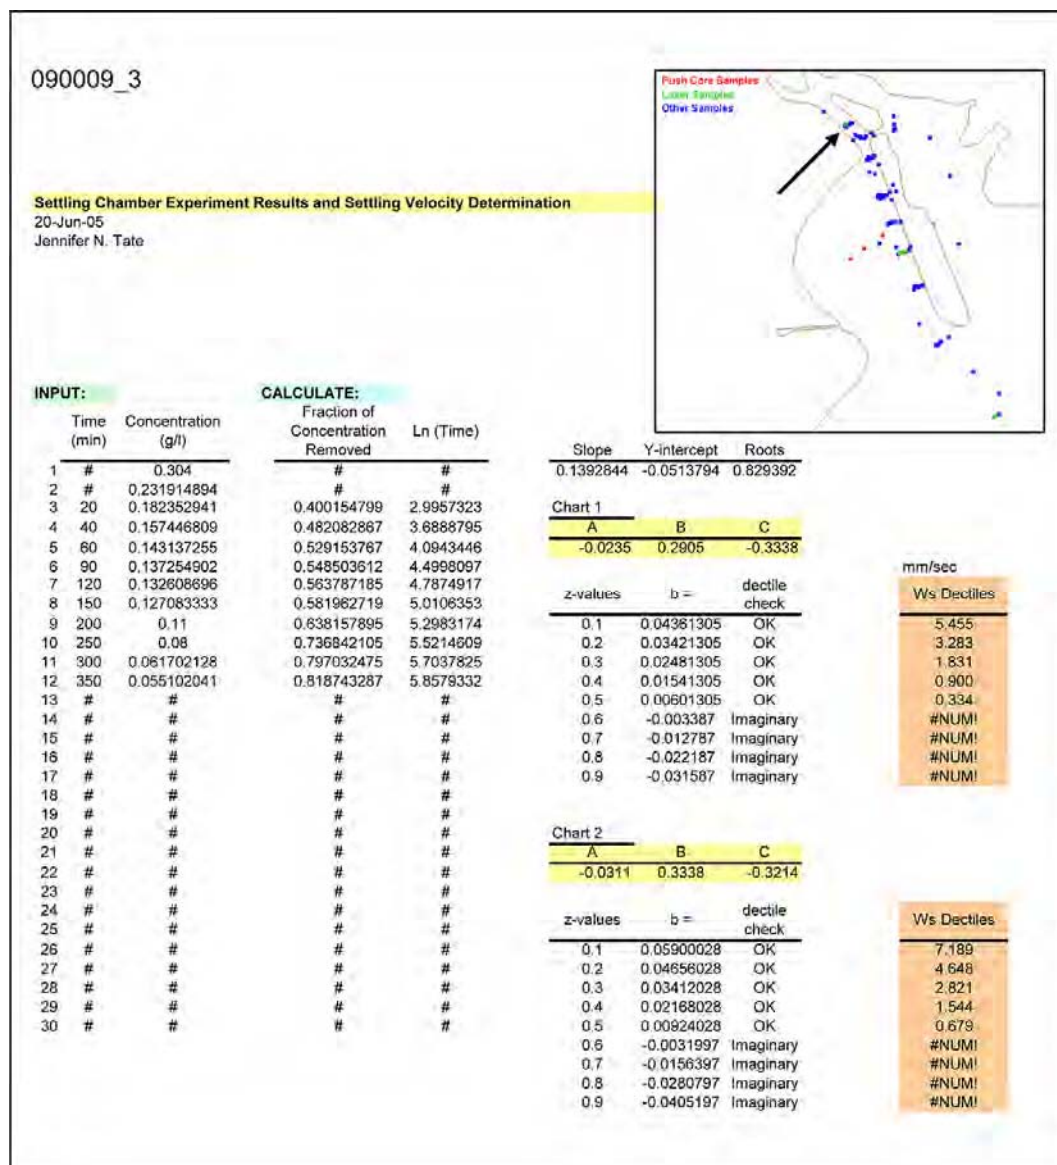 090009_3
Push Core Samples
Other Samples
Settling Chamber Experiment Results and Settling Velocity Determination
20-Jun-05
Jennifer N. Tate
INPUT: CALCULATE:
Time (min) Concentration (g/l) Fraction of Concentration Removed Ln (Time)
1 # 0.304 # #
2 # 0.231914894 # #
3 20 0.182352941 0.400154799 2.9957323
4 40 0.157446809 0.482082867 3.6888795
5 60 0.143137255 0.529153767 4.0943446
6 90 0.137254902 0.548503612 4.4998097
7 120 0.132608696 0.563787185 4.7874917
8 150 0.127083333 0.581962719 5.0106353
9 200 0.11 0.638157895 5.2983174
10 250 0.08 0.736842105 5.5214609
11 300 0.061702128 0.797032475 5.7037825
12 350 0.055102041 0.818743287 5.8579332
13 # # # #
14 # # # #
15 # # # #
16 # # # #
17 # # # #
18 # # # #
19 # # # #
20 # # # #
21 # # # #
22 # # # #
23 # # # #
24 # # # #
25 # # # #
26 # # # #
27 # # # #
28 # # # #
29 # # # #
30 # # # #
Slope Y-intercept Roots
0.1392844 -0.0513794 0.829392
Chart 1
A B C
-0.0235 0.2905 -0.3338
mm/sec
z-values b = dectile check Ws Dectiles
0.1 0.04361305 OK 5.455
0.2 0.03421305 OK 3.283
0.3 0.02481305 OK 1.831
0.4 0.01541305 OK 0.900
0.5 0.00601305 OK 0.334
0.6 -0.003387 Imaginary #NUM!
0.7 -0.012787 Imaginary #NUM!
0.8 -0.022187 Imaginary #NUM!
0.9 -0.031587 Imaginary #NUM!
Chart 2
A B C
-0.0311 0.3338 -0.3214
z-values b = dectile check Ws Dectiles
0.1 0.05900028 OK 7.189
0.2 0.04656028 OK 4.648
0.3 0.03412028 OK 2.821
0.4 0.02168028 OK 1.544
0.5 0.00924028 OK 0.679
0.6 -0.0031997 Imaginary #NUM!
0.7 -0.0156397 Imaginary #NUM!
0.8 -0.0280797 Imaginary #NUM!
0.9 -0.0405197 Imaginary #NUM!